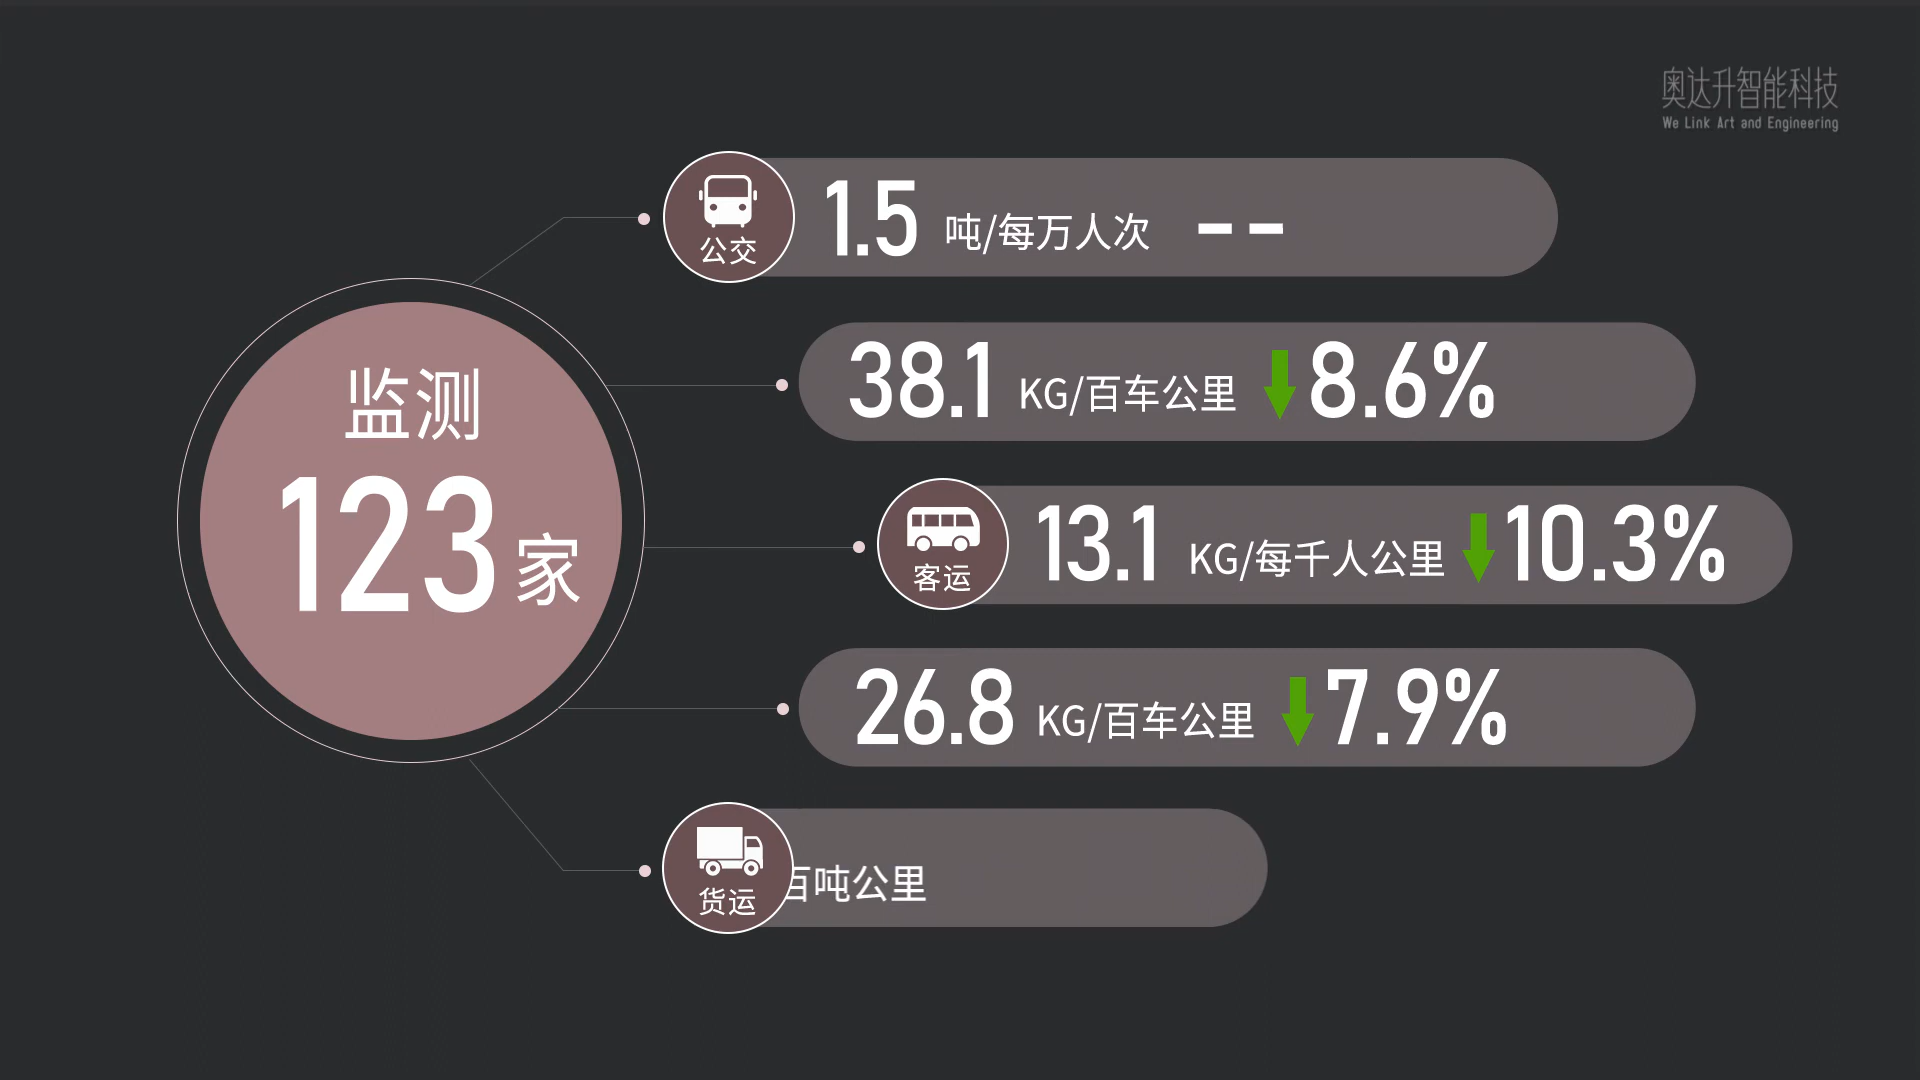 奥达升智能科技
We Link Art and Engineering
监测
123 家
公交
1.5 吨/每万人次 --
38.1 KG/百车公里 8.6%
客运
13.1 KG/每千人公里 10.3%
26.8 KG/百车公里 7.9%
货运
百吨公里